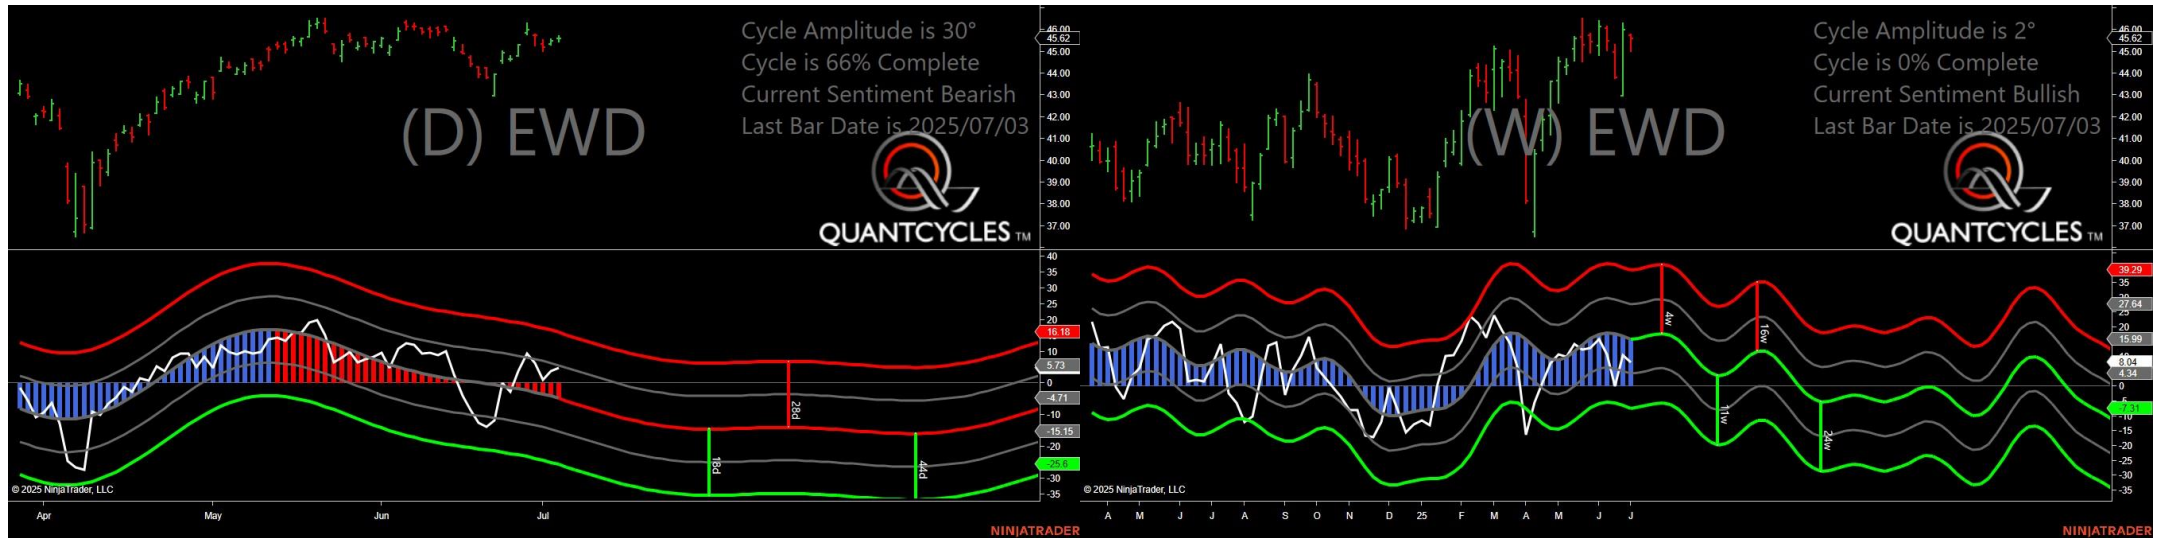 Cycle Amplitude is 30°
Cycle is 66% Complete
Current Sentiment Bearish
Last Bar Date is 2025/07/03
(D) EWD
QUANTCYCLES TM
46.00
45.62
45.00
44.00
43.00
42.00
41.00
40.00
39.00
38.00
37.00
40
35
30
25
20
16.18
10
5.73
0
-4.71
-10
-15.15
-20
-25.6
-30
-35
28d
18d
44d
© 2025 NinjaTrader, LLC
Apr May Jun Jul
NINJATRADER
Cycle Amplitude is 2°
Cycle is 0% Complete
Current Sentiment Bullish
Last Bar Date is 2025/07/03
(W) EWD
QUANTCYCLES TM
46.00
45.62
45.00
44.00
43.00
42.00
41.00
40.00
39.00
38.00
37.00
39.29
35
27.64
25
20
15.99
8.04
4.34
0
-5
-7.31
-15
-20
-25
-30
-35
4w
16w
11w
24w
© 2025 NinjaTrader, LLC
A M J J A S O N D 25 F M A M J J
NINJATRADER